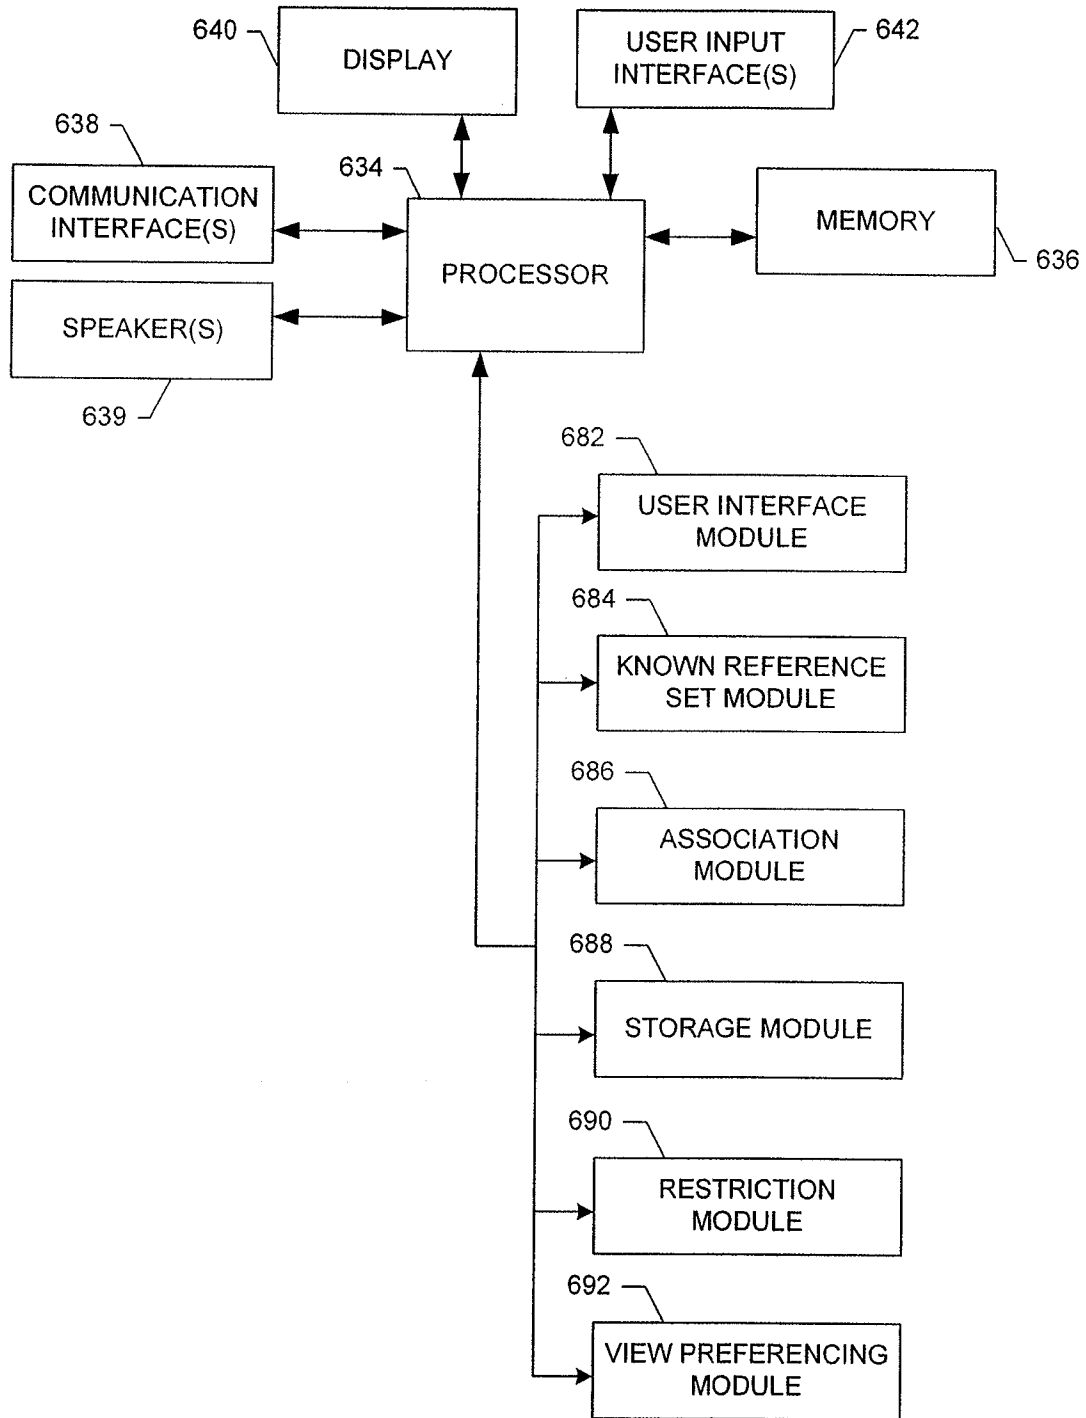 640
DISPLAY
USER INPUT
INTERFACE(S)
642
638
COMMUNICATION
INTERFACE(S)
634
PROCESSOR
MEMORY
636
SPEAKER(S)
639
682
USER INTERFACE
MODULE
684
KNOWN REFERENCE
SET MODULE
686
ASSOCIATION
MODULE
688
STORAGE MODULE
690
RESTRICTION
MODULE
692
VIEW PREFERENCING
MODULE